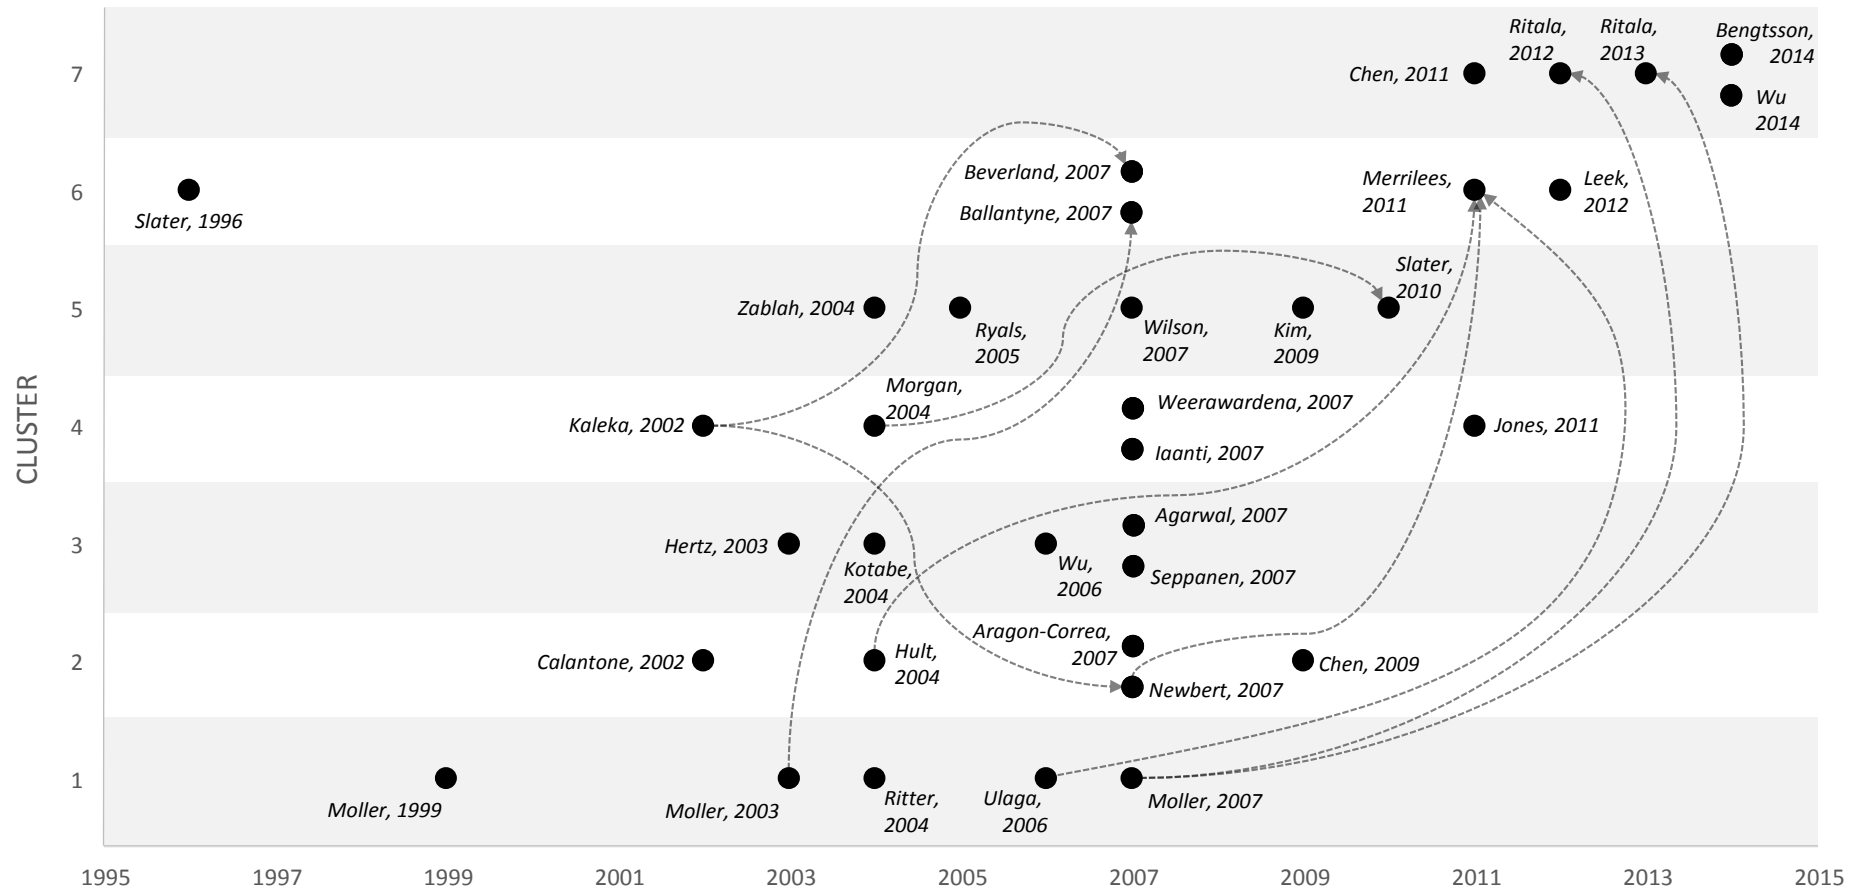 Ritala,
2012
Ritala,
2013
Bengtsson,
2014
7
Chen, 2011
Wu
2014
Beverland, 2007
Merrilees,
2011
Leek,
2012
6
Slater, 1996
Ballantyne, 2007
Slater,
2010
5
Zablah, 2004
Ryals,
2005
Wilson,
2007
Kim,
2009
Morgan,
2004
Weerawardena, 2007
CLUSTER
4
Kaleka, 2002
Jones, 2011
Iaanti, 2007
Agarwal, 2007
3
Hertz, 2003
Kotabe,
2004
Wu,
2006
Seppanen, 2007
Aragon-Correa,
2007
2
Calantone, 2002
Hult,
2004
Chen, 2009
Newbert, 2007
1
Moller, 1999
Moller, 2003
Ritter,
2004
Ulaga,
2006
Moller, 2007
1995 1997 1999 2001 2003 2005 2007 2009 2011 2013 2015